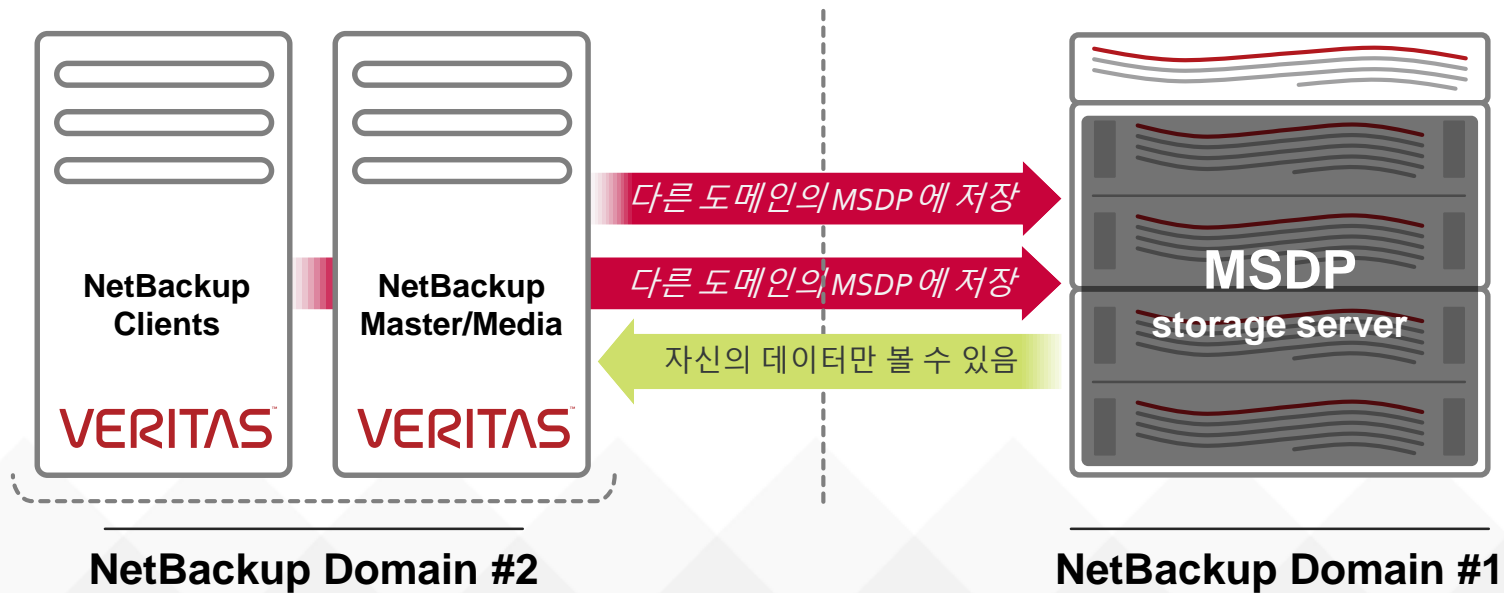 NetBackup
Clients
VERITAS™
NetBackup
Master/Media
VERITAS™
다른 도메인의 MSDP 에 저장
다른 도메인의 MSDP 에 저장
자신의 데이터만 볼 수 있음
MSDP
storage server
NetBackup Domain #2
NetBackup Domain #1